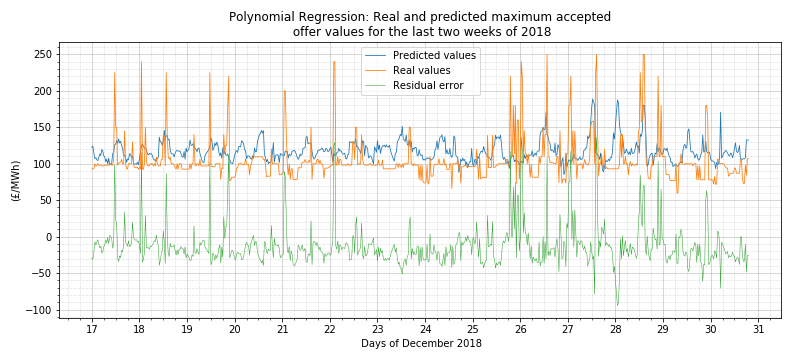 Polynomial Regression: Real and predicted maximum accepted
offer values for the last two weeks of 2018
Predicted values
Real values
Residual error
250
200
150
100
50
0
−50
−100
(£/MWh)
17 18 19 20 21 22 23 24 25 26 27 28 29 30 31
Days of December 2018